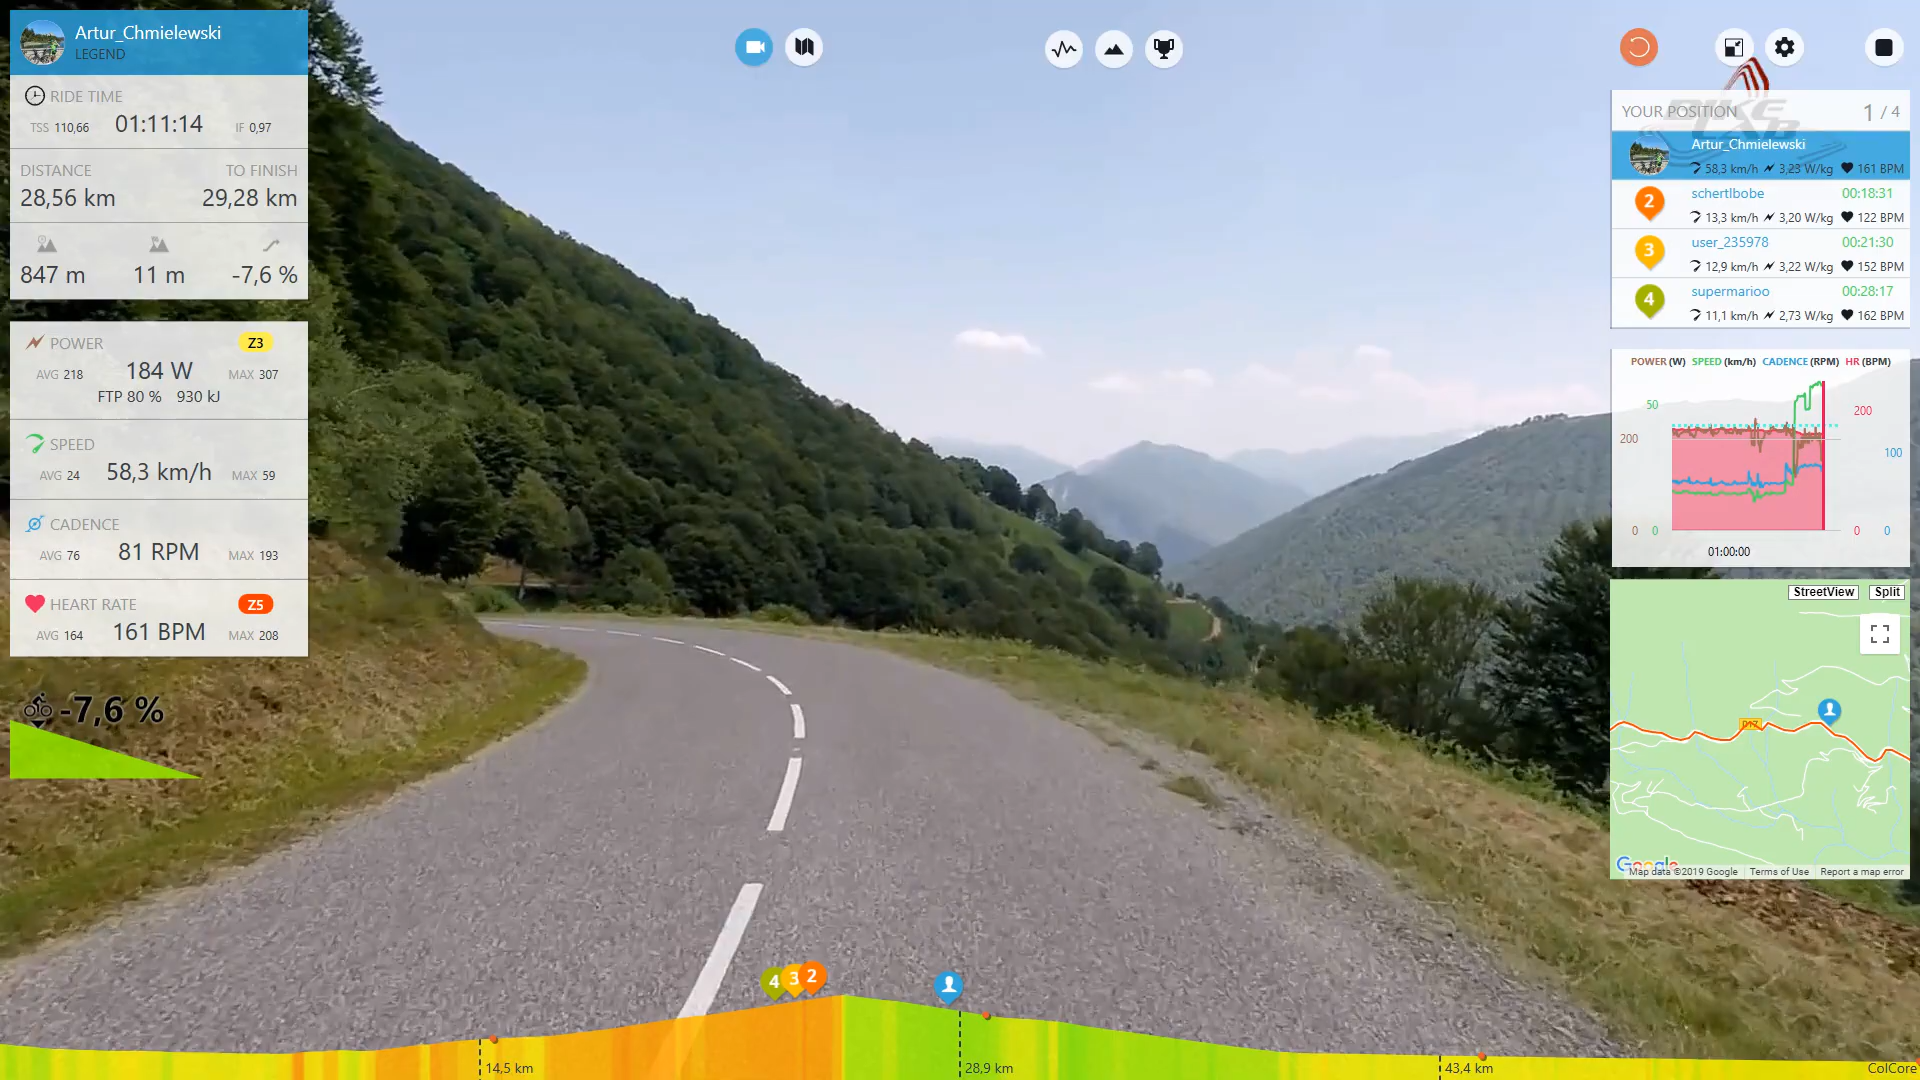 Artur_Chmielewski
LEGEND
RIDE TIME
TSS 110,66 01:11:14 IF 0,97
DISTANCE TO FINISH
28,56 km 29,28 km
847 m 11 m -7,6 %
POWER Z3
AVG 218 184 W MAX 307
FTP 80 % 930 kJ
SPEED
AVG 24 58,3 km/h MAX 59
CADENCE
AVG 76 81 RPM MAX 193
HEART RATE Z5
AVG 164 161 BPM MAX 208
-7,6 %
YOUR POSITION 1 / 4
BIKE LAB
Artur_Chmielewski
58,3 km/h 3,23 W/kg 161 BPM
2 schertlbobe 00:18:31
13,3 km/h 3,20 W/kg 122 BPM
3 user_235978 00:21:30
12,9 km/h 3,22 W/kg 152 BPM
4 supermarioo 00:28:17
11,1 km/h 2,73 W/kg 162 BPM
POWER (W) SPEED (km/h) CADENCE (RPM) HR (BPM)
50 200
200 100
0 0 0 0
01:00:00
StreetView Split
D17
Google
Map data ©2019 Google Terms of Use Report a map error
4 3 2
14,5 km 28,9 km 43,4 km ColCore